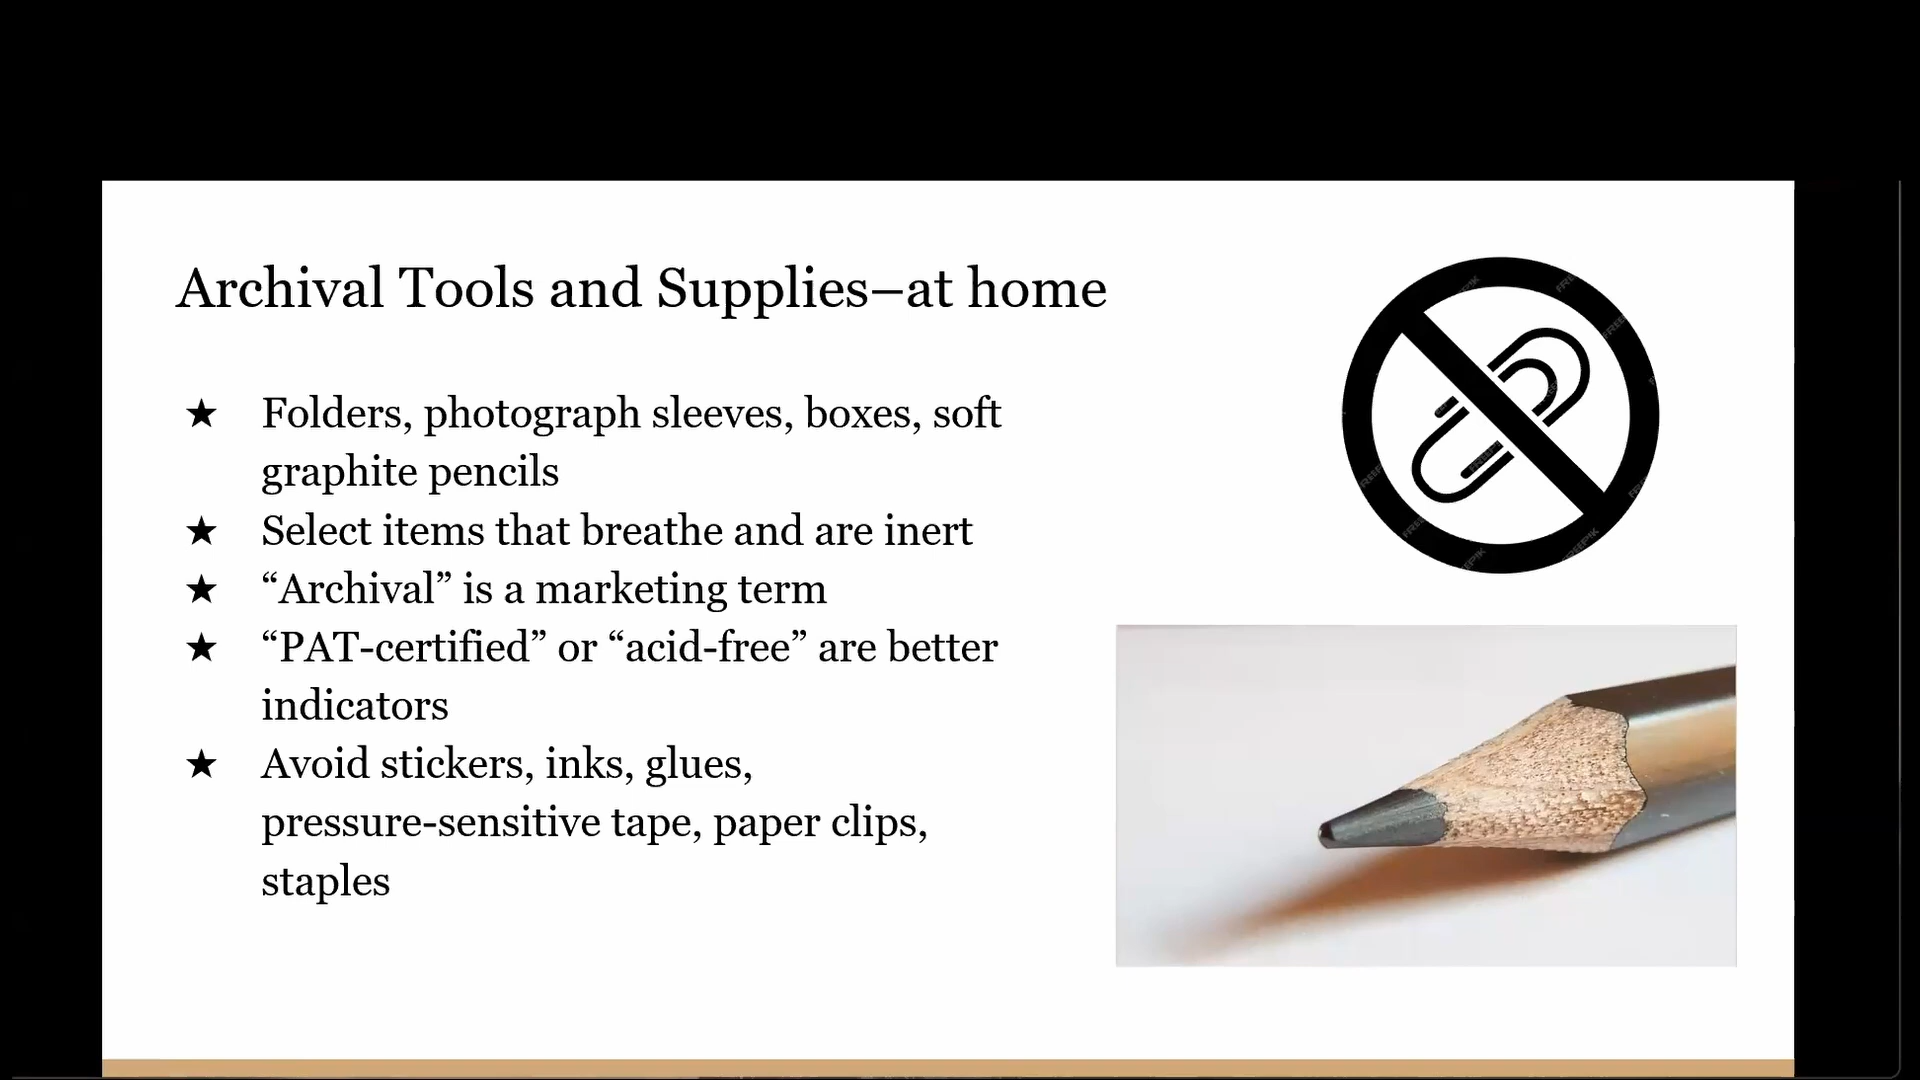 Archival Tools and Supplies–at home
★ Folders, photograph sleeves, boxes, soft
graphite pencils
★ Select items that breathe and are inert
★ “Archival” is a marketing term
★ “PAT-certified” or “acid-free” are better
indicators
★ Avoid stickers, inks, glues,
pressure-sensitive tape, paper clips,
staples